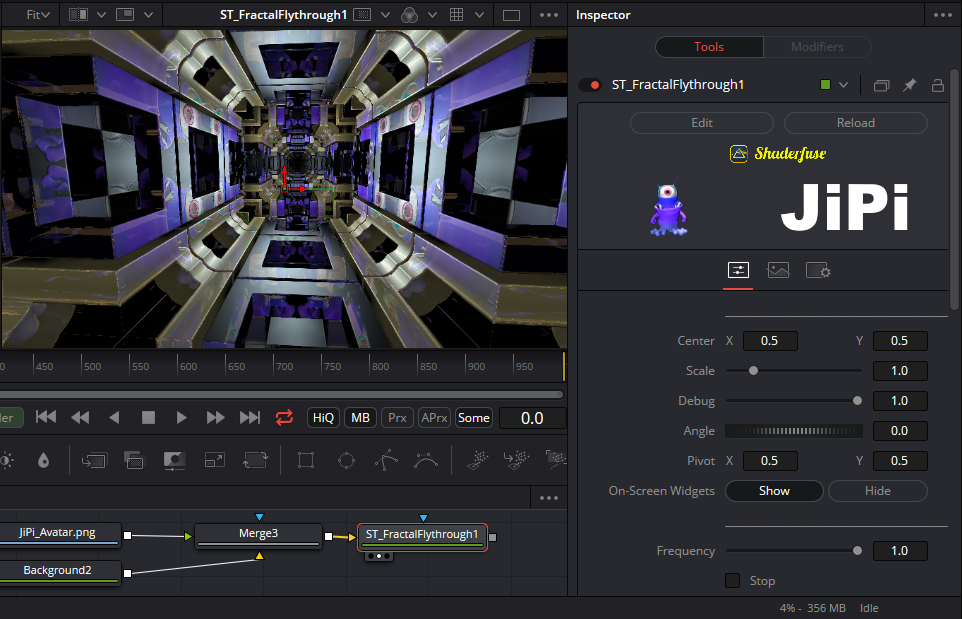 Fit
ST_FractalFlythrough1
Inspector
Tools
Modifiers
ST_FractalFlythrough1
Edit
Reload
Shaderfuse
JiPi
Center X 0.5 Y 0.5
Scale 1.0
Debug 1.0
Angle 0.0
Pivot X 0.5 Y 0.5
On-Screen Widgets Show Hide
Frequency 1.0
Stop
0 450 500 550 600 650 700 750 800 850 900 950
HiQ MB Prx APrx Some 0.0
JiPi_Avatar.png
Merge3
ST_FractalFlythrough1
Background2
4% - 356 MB Idle